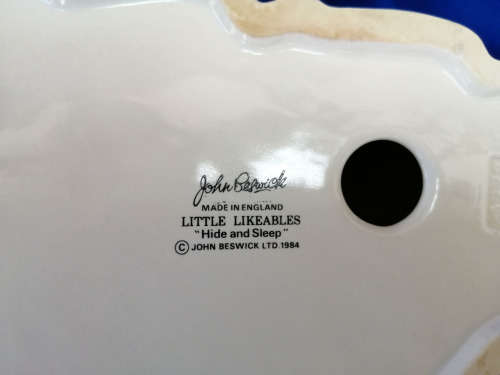 John Beswick
MADE IN ENGLAND
LITTLE LIKEABLES
"Hide and Sleep"
© JOHN BESWICK LTD. 1984